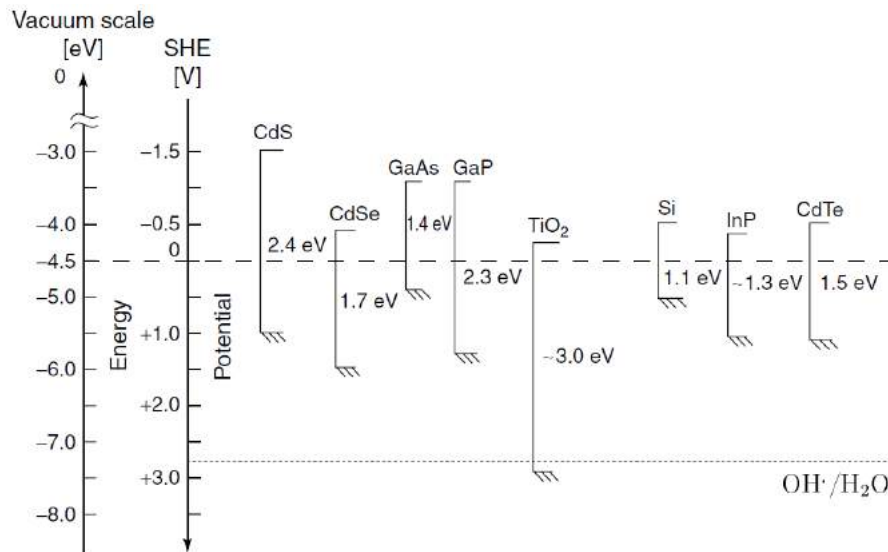 Vacuum scale
[eV]
SHE
[V]
0
CdS
−3.0
−1.5
GaAs
GaP
CdSe
Si
CdTe
TiO₂
InP
−4.0
−0.5
1.4 eV
0
2.4 eV
−4.5
2.3 eV
1.1 eV
~1.3 eV
1.5 eV
−5.0
1.7 eV
Energy
+1.0
Potential
~3.0 eV
−6.0
+2.0
−7.0
+3.0
OH·/H₂O
−8.0